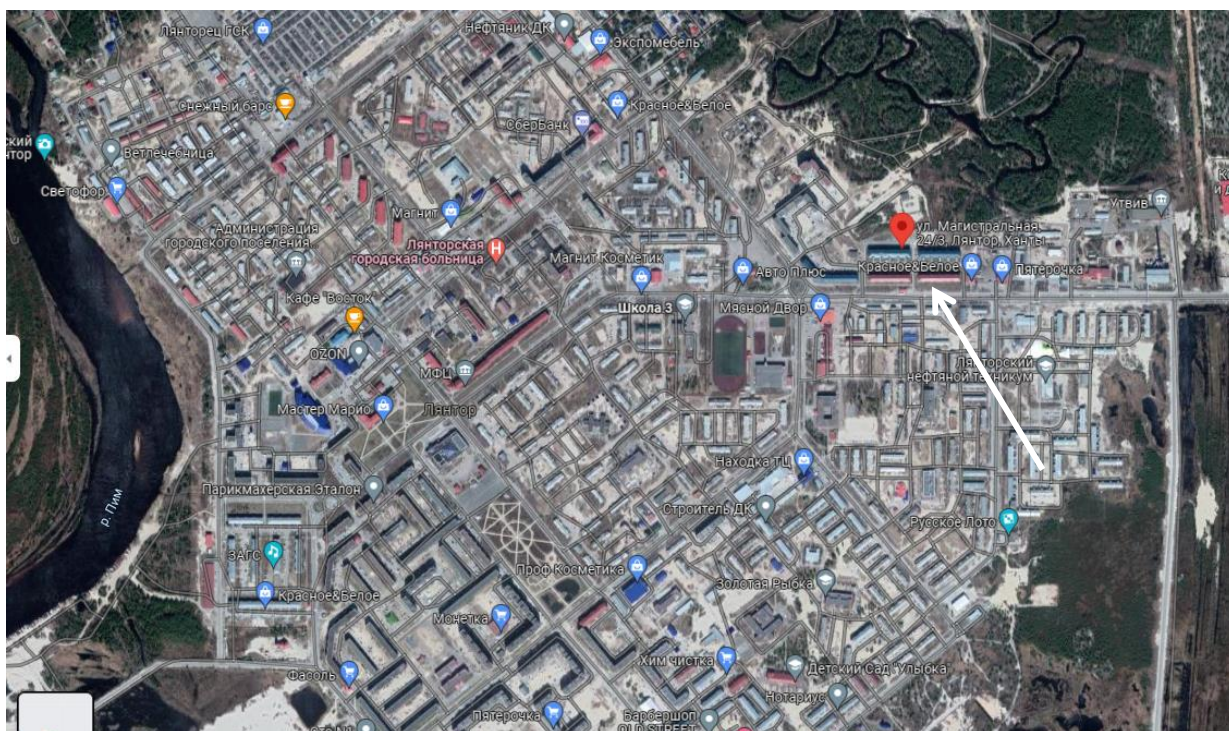 Лянторец ГСК
Нефтяник ДК
Экспомебель
Снежный барс
Красное&Белое
СберБанк
ский
нтор
Ветлечебница
Светофор
Утвив
К
и д
Магнит
Администрация
городского поселения
Лянторская
городская больница
ул. Магистральная,
24/3, Лянтор, Ханты
Магнит Косметик
Авто Плюс
Красное&Белое
Пятерочка
Кафе "Восток"
Школа 3
Мясной Двор
OZON
МФЦ
Лянторский
нефтяной техникум
Мастер Марио
Лянтор
Находка ТЦ
Парикмахерская Эталон
р. Пим
Строитель ДК
Русское Лото
ЗАГС
Проф Косметика
Золотая Рыбка
Красное&Белое
Монетка
Хим чистка
Детский Сад "Улыбка"
Фасоль
Нотариус
Пятерочка
Барбершоп
OLD STREET